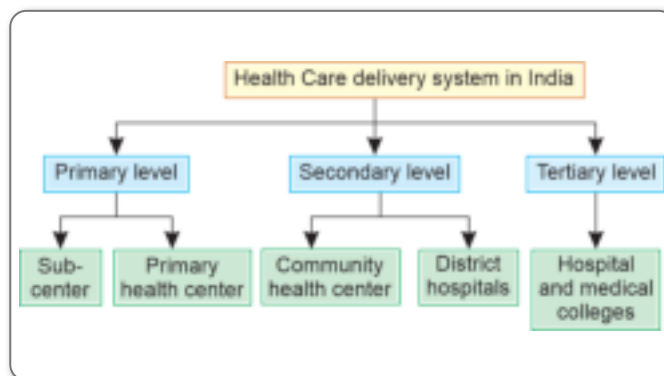 Health Care delivery system in India
Primary level
Secondary level
Tertiary level
Sub-
center
Primary
health center
Community
health center
District
hospitals
Hospital
and medical
colleges